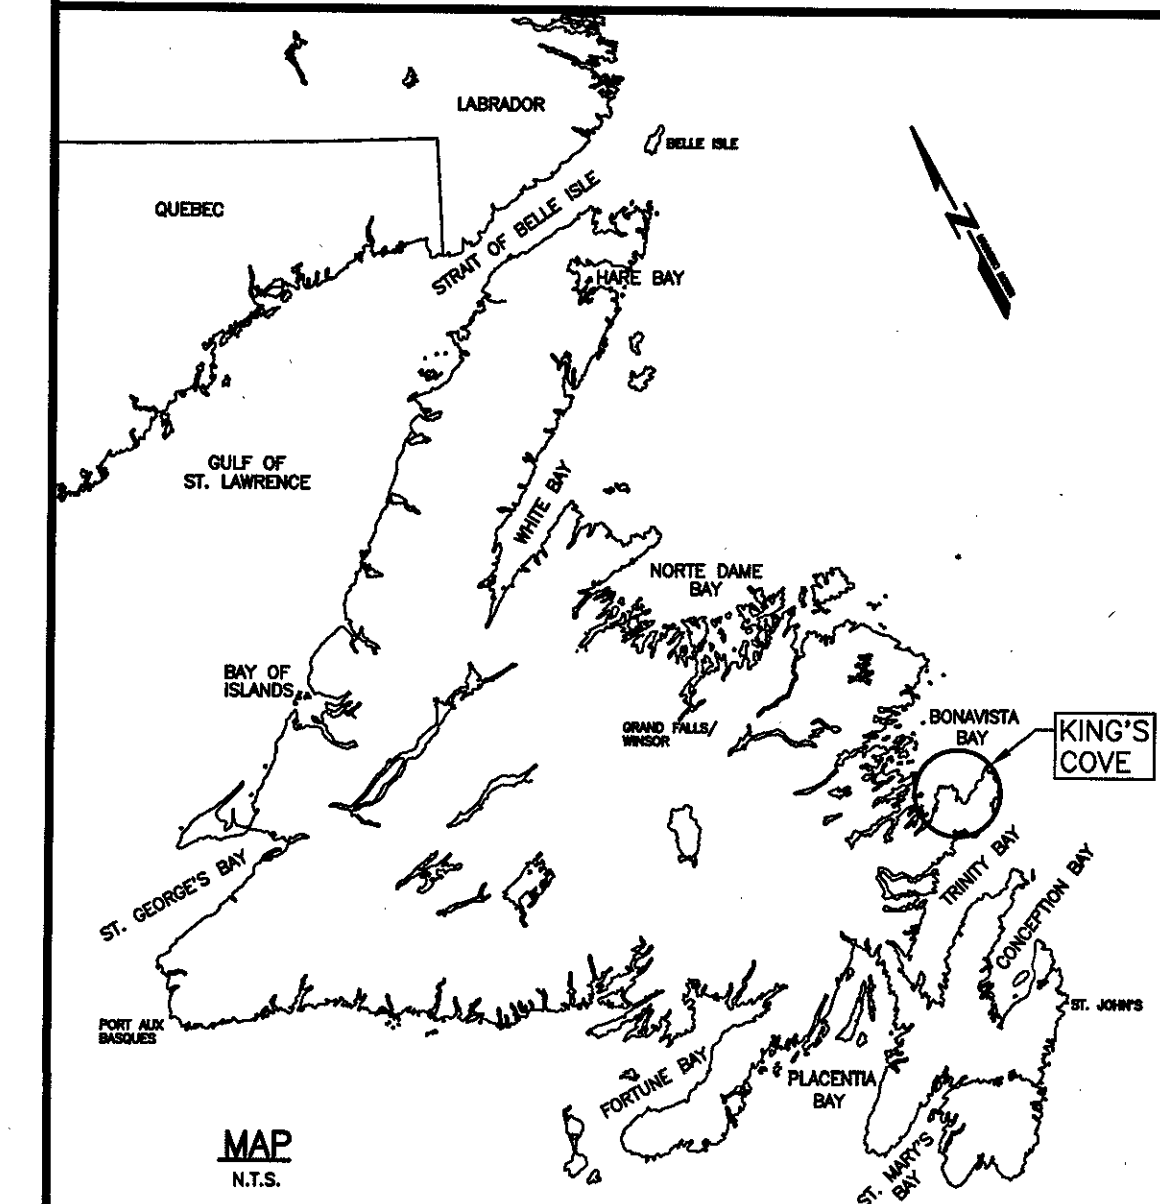 LABRADOR
BELLE ISLE
QUEBEC
STRAIT OF BELLE ISLE
HARE BAY
GULF OF
ST. LAWRENCE
WHITE BAY
NORTE DAME
BAY
BAY OF
ISLANDS
GRAND FALLS/
WINSOR
BONAVISTA
BAY
KING'S
COVE
ST. GEORGE'S BAY
TRINITY BAY
CONCEPTION BAY
PORT AUX
BASQUES
ST. JOHN'S
FORTUNE BAY
PLACENTIA
BAY
ST. MARY'S
BAY
MAP
N.T.S.
N